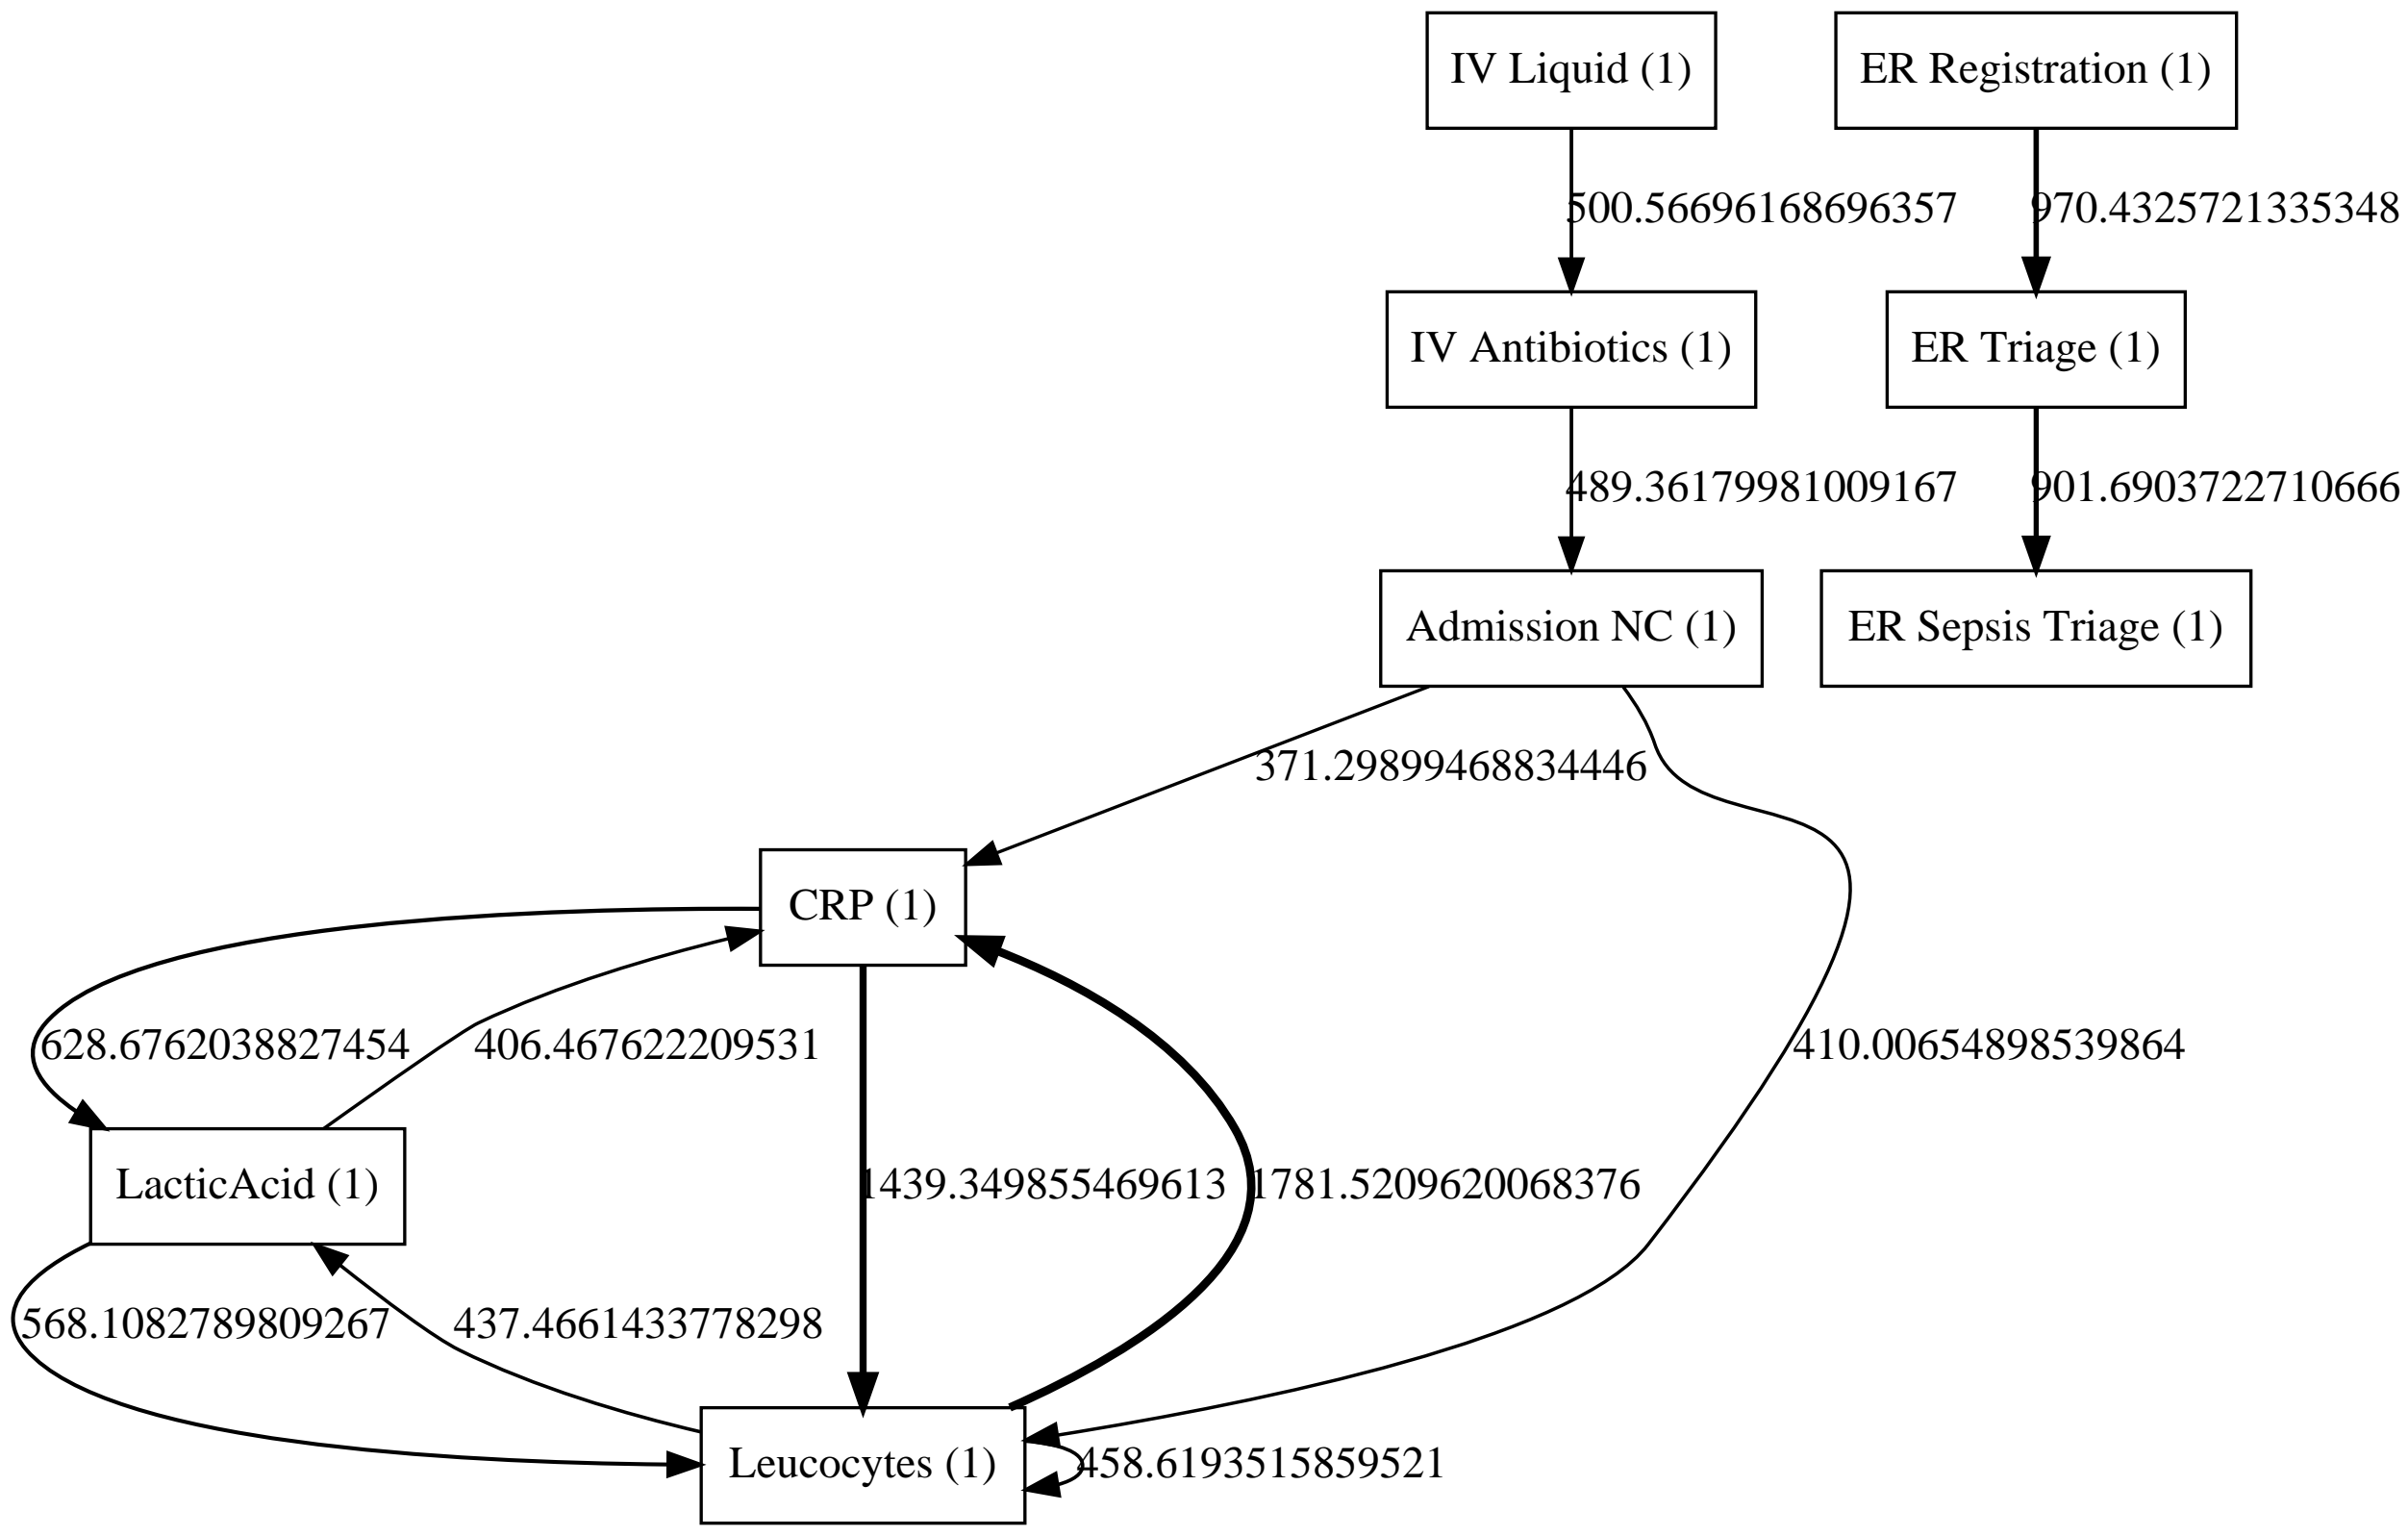 IV Liquid (1)
ER Registration (1)
500.56696168696357
970.4325721335348
IV Antibiotics (1)
ER Triage (1)
489.36179981009167
901.6903722710666
Admission NC (1)
ER Sepsis Triage (1)
371.29899468834446
CRP (1)
628.6762038827454
406.467622209531
410.00654898539864
LacticAcid (1)
1439.349855469613
1781.5209620068376
568.1082789809267
437.4661433778298
Leucocytes (1)
458.6193515859521